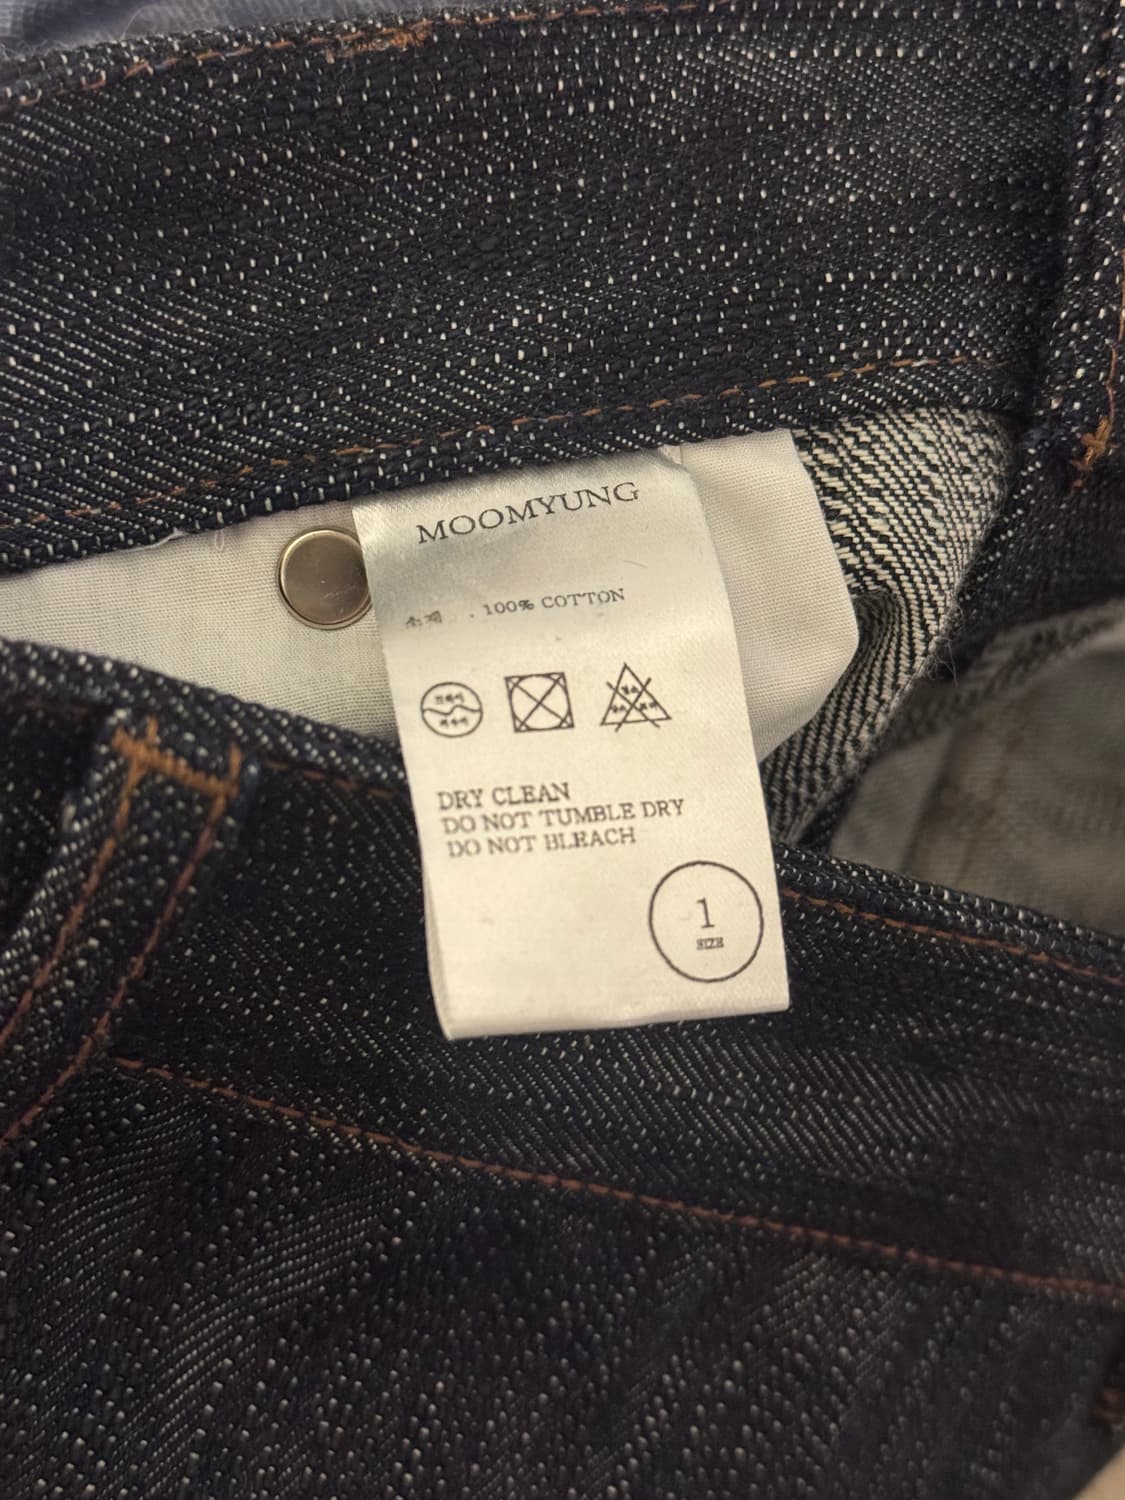 MOOMYUNG
소재 . 100% COTTON
DRY CLEAN
DO NOT TUMBLE DRY
DO NOT BLEACH
1
SIZE